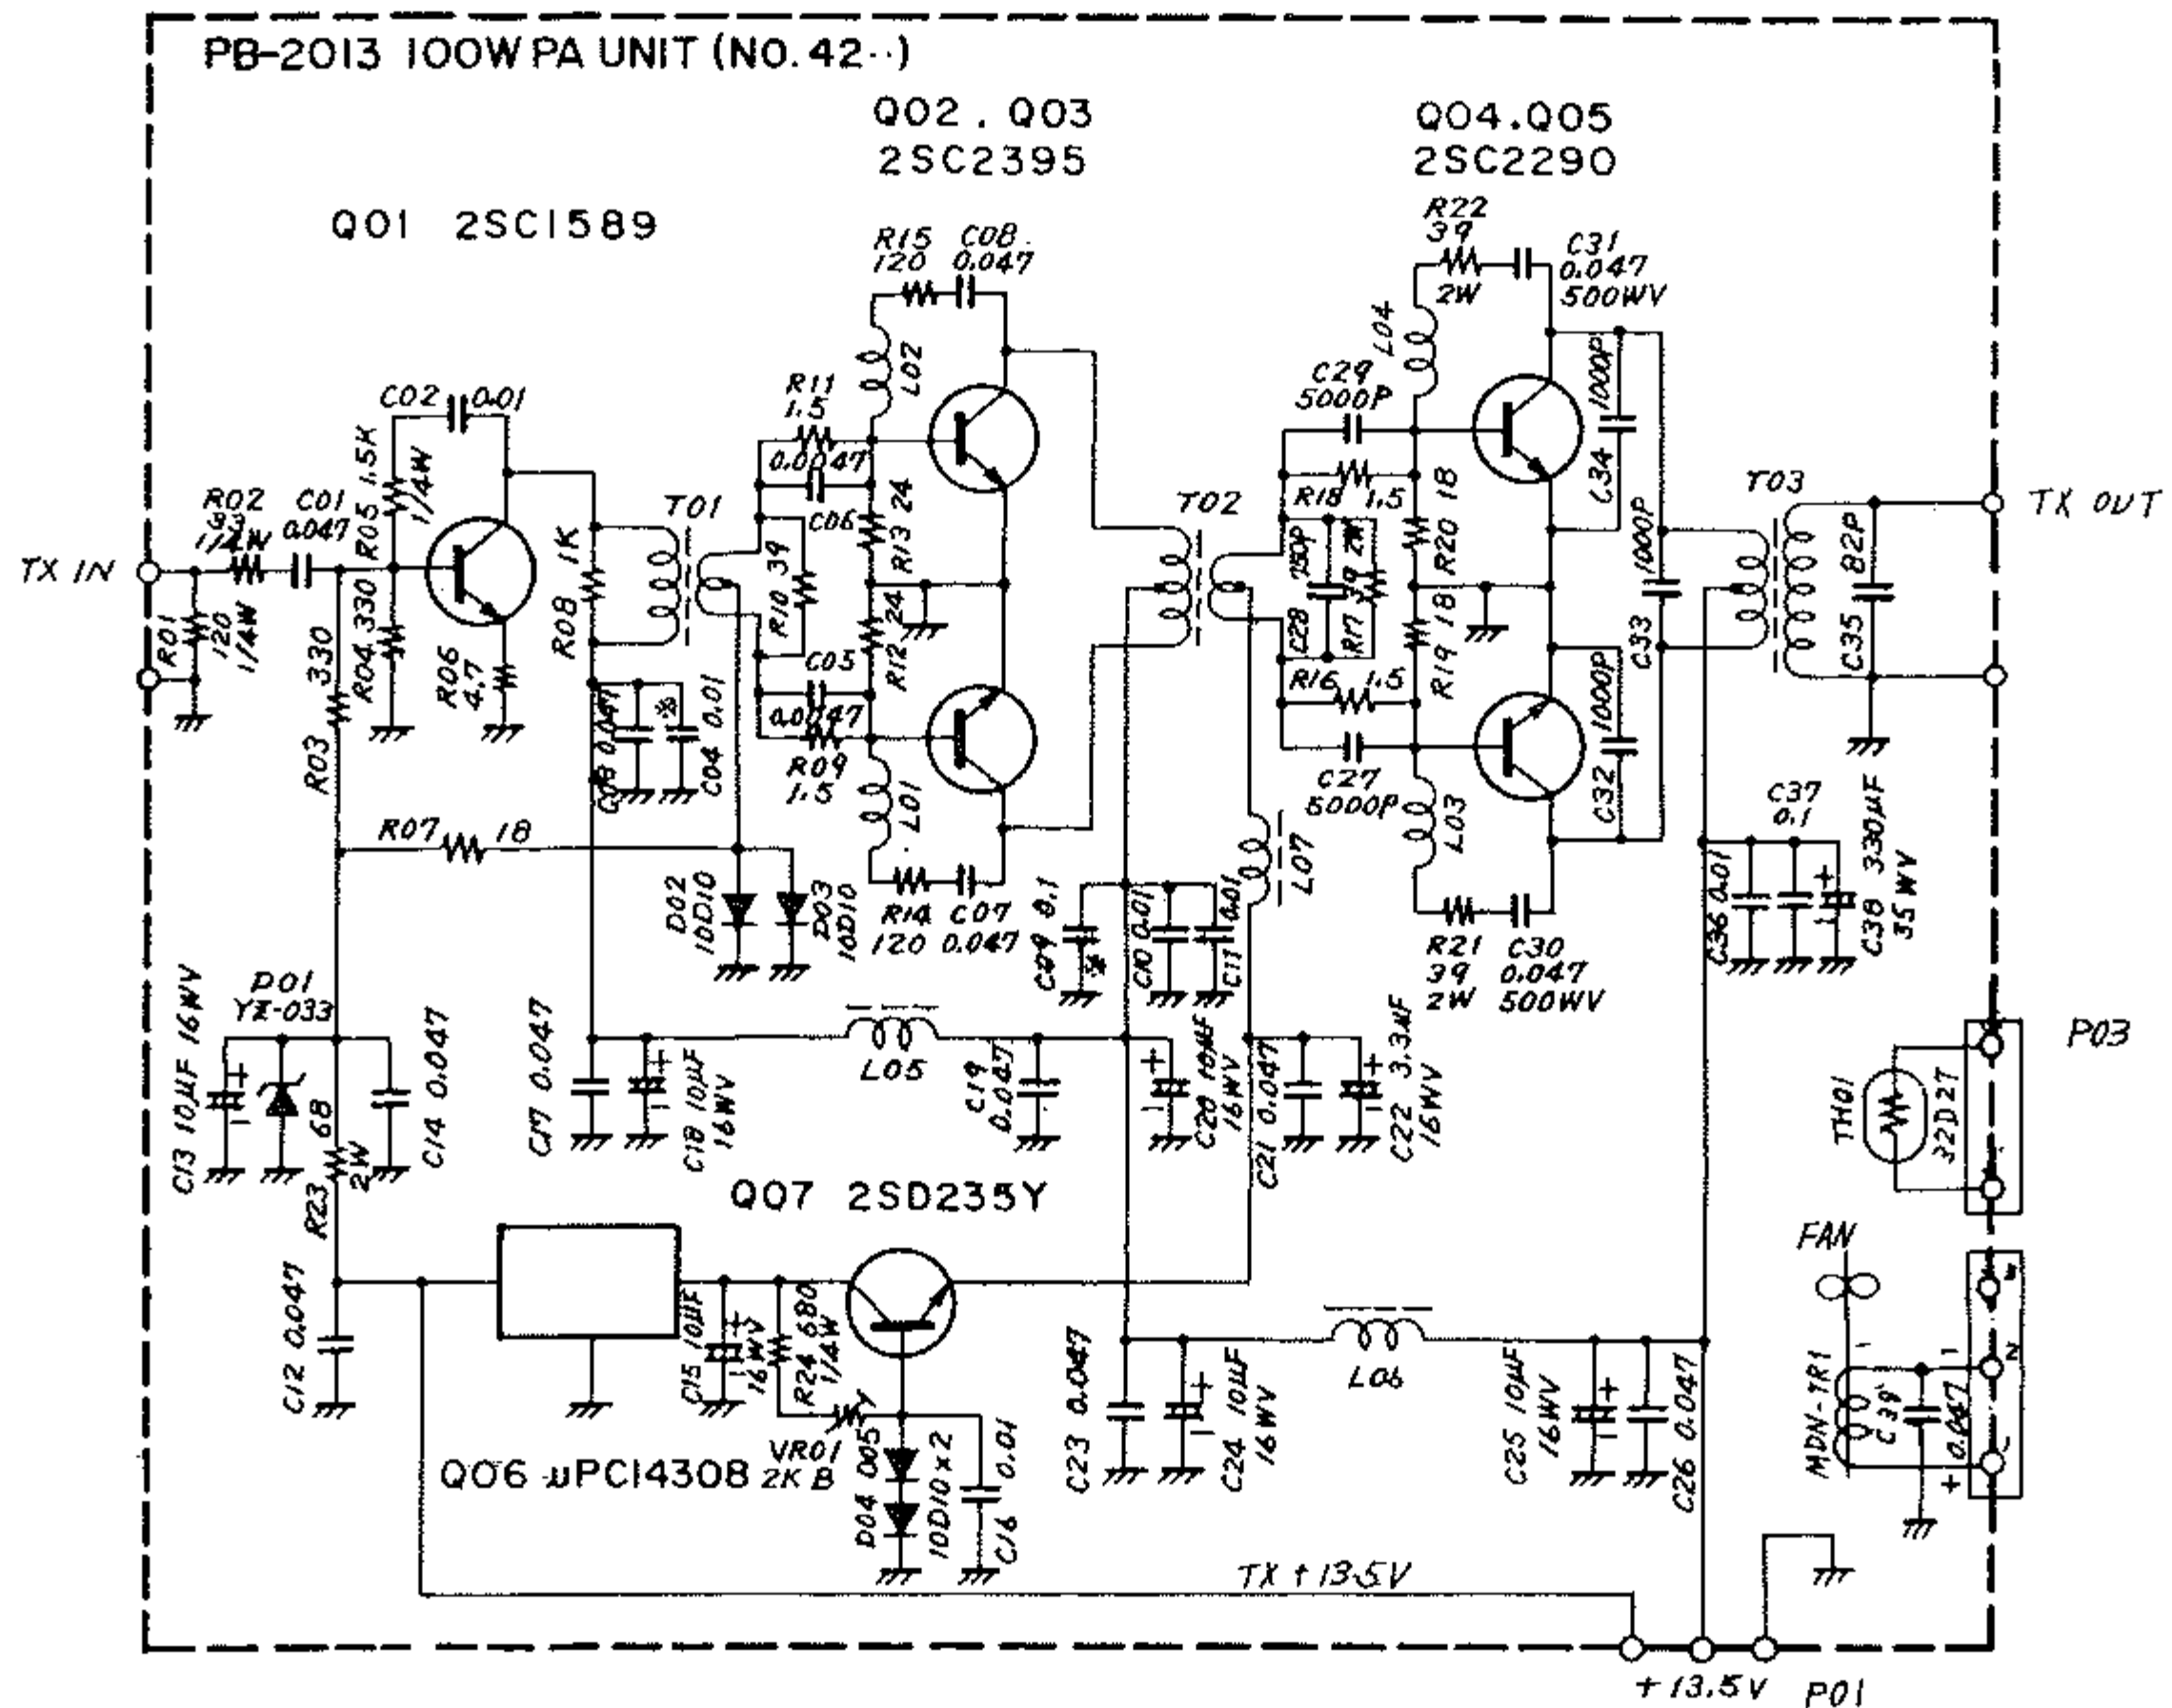 PB-2013 100W PA UNIT (NO. 42··)
Q02 . Q03
2SC2395
Q04.Q05
2SC2290
Q01 2SC1589
R22
39
2W
C31
0.047
500WV
R15
120
C08
0.047
L02
L04
C02 0.01
R11
1.5
0.0047
C06
C29
5000P
1000P
C34
R02
1/4W
C01
0.047
R05 1.5K
1/4W
T01
T02
T03
R18 1.5
R20 18
R13 24
TX IN
TX OUT
R01
120
1/4W
R03 330
R04 330
R06
4.7
R08 1K
R10 39
R12 24
C05
0.0047
R09
1.5
C28
R17
2W
R16 1.5
R19 18
1000P
C33
C35 82P
0.047
C04 0.01
※
C27
5000P
1000P
C32
L01
L03
L07
R07 18
D02
10D10
D03
10D10
R14
120
C07
0.047
C09 0.1
※
C10 0.01
C11 0.01
R21
39
2W
C30
0.047
500WV
C36 0.01
C37
0.1
C38 330µF
35WV
D01
YZ-033
C13 10µF 16WV
R23 68
2W
C14 0.047
C17 0.047
C18 10µF
16WV
L05
C19
0.047
C20 10µF
16WV
C21 0.047
C22 3.3µF
16WV
P03
TH01
32D27
Q07 2SD235Y
C12 0.047
C15 10µF
16WV
R24 680
1/4W
VR01
2KB
Q06 µPC14308
D04 D05
10D10×2
C16 0.01
C23 0.047
C24 10µF
16WV
L06
C25 10µF
16WV
C26 0.047
FAN
MDN-TR1
C39
0.047
2
TX +13.5V
+13.5V P01